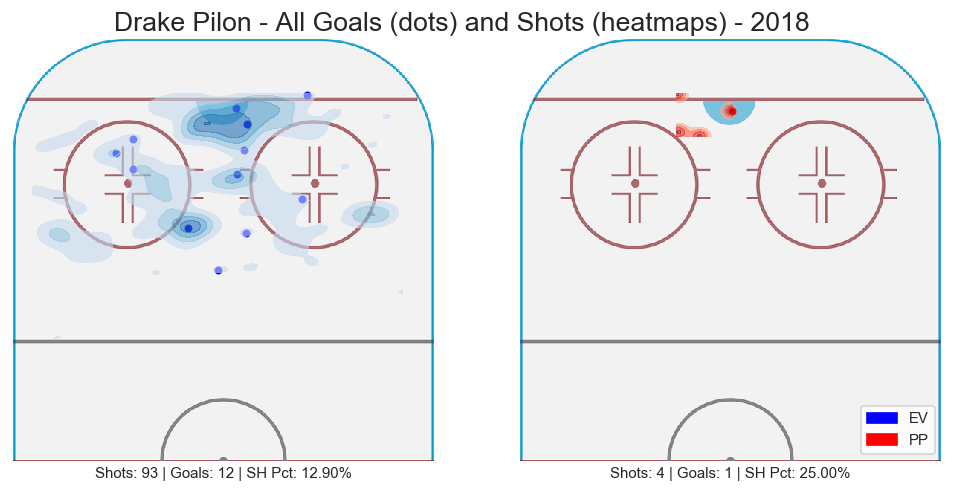 Drake Pilon - All Goals (dots) and Shots (heatmaps) - 2018
EV
PP
Shots: 93 | Goals: 12 | SH Pct: 12.90%
Shots: 4 | Goals: 1 | SH Pct: 25.00%